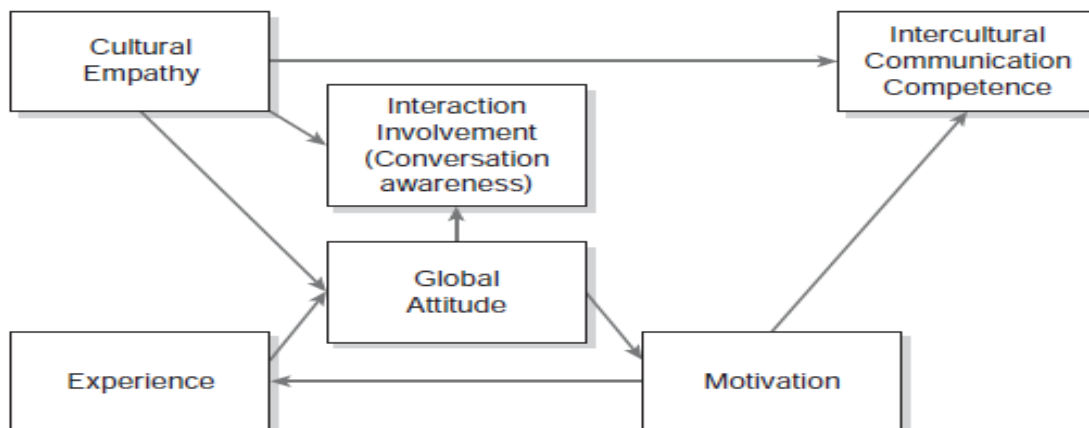 Cultural
Empathy
Intercultural
Communication
Competence
Interaction
Involvement
(Conversation
awareness)
Global
Attitude
Experience
Motivation